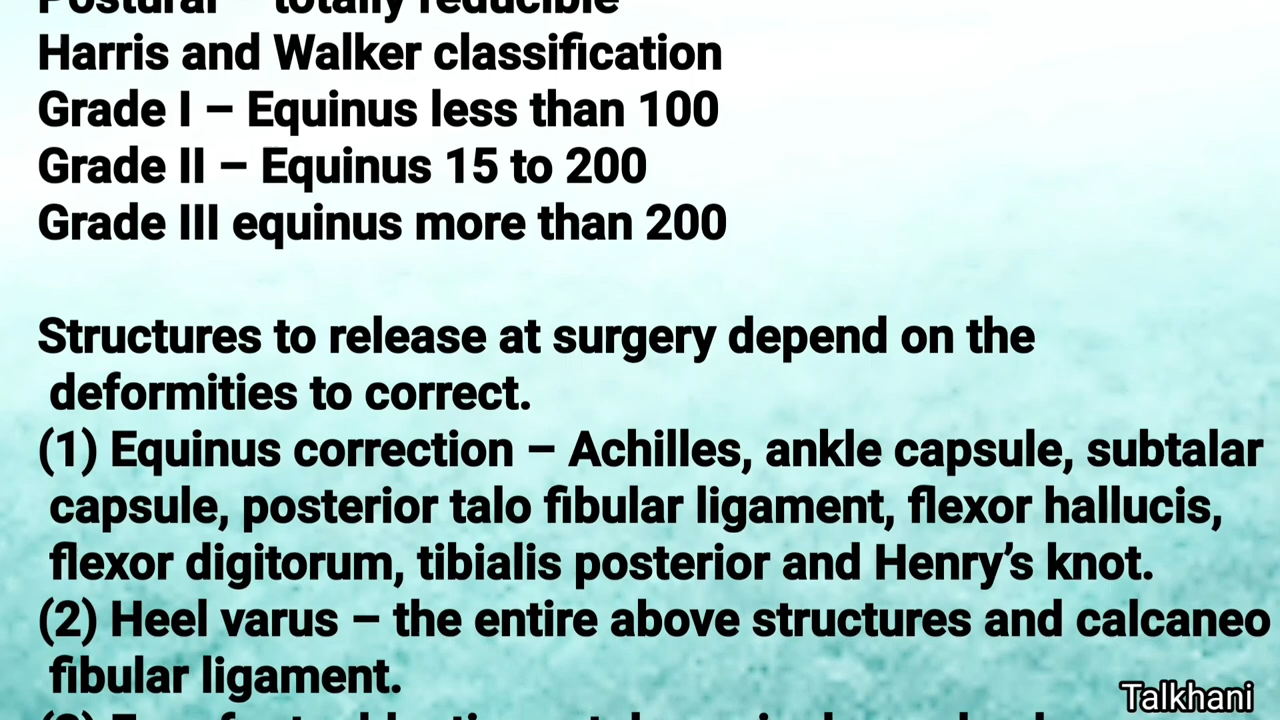 Postural – totally reducible
Harris and Walker classification
Grade I – Equinus less than 100
Grade II – Equinus 15 to 200
Grade III equinus more than 200
Structures to release at surgery depend on the
deformities to correct.
(1) Equinus correction – Achilles, ankle capsule, subtalar
capsule, posterior talo fibular ligament, flexor hallucis,
flexor digitorum, tibialis posterior and Henry’s knot.
(2) Heel varus – the entire above structures and calcaneo
fibular ligament.
Talkhani